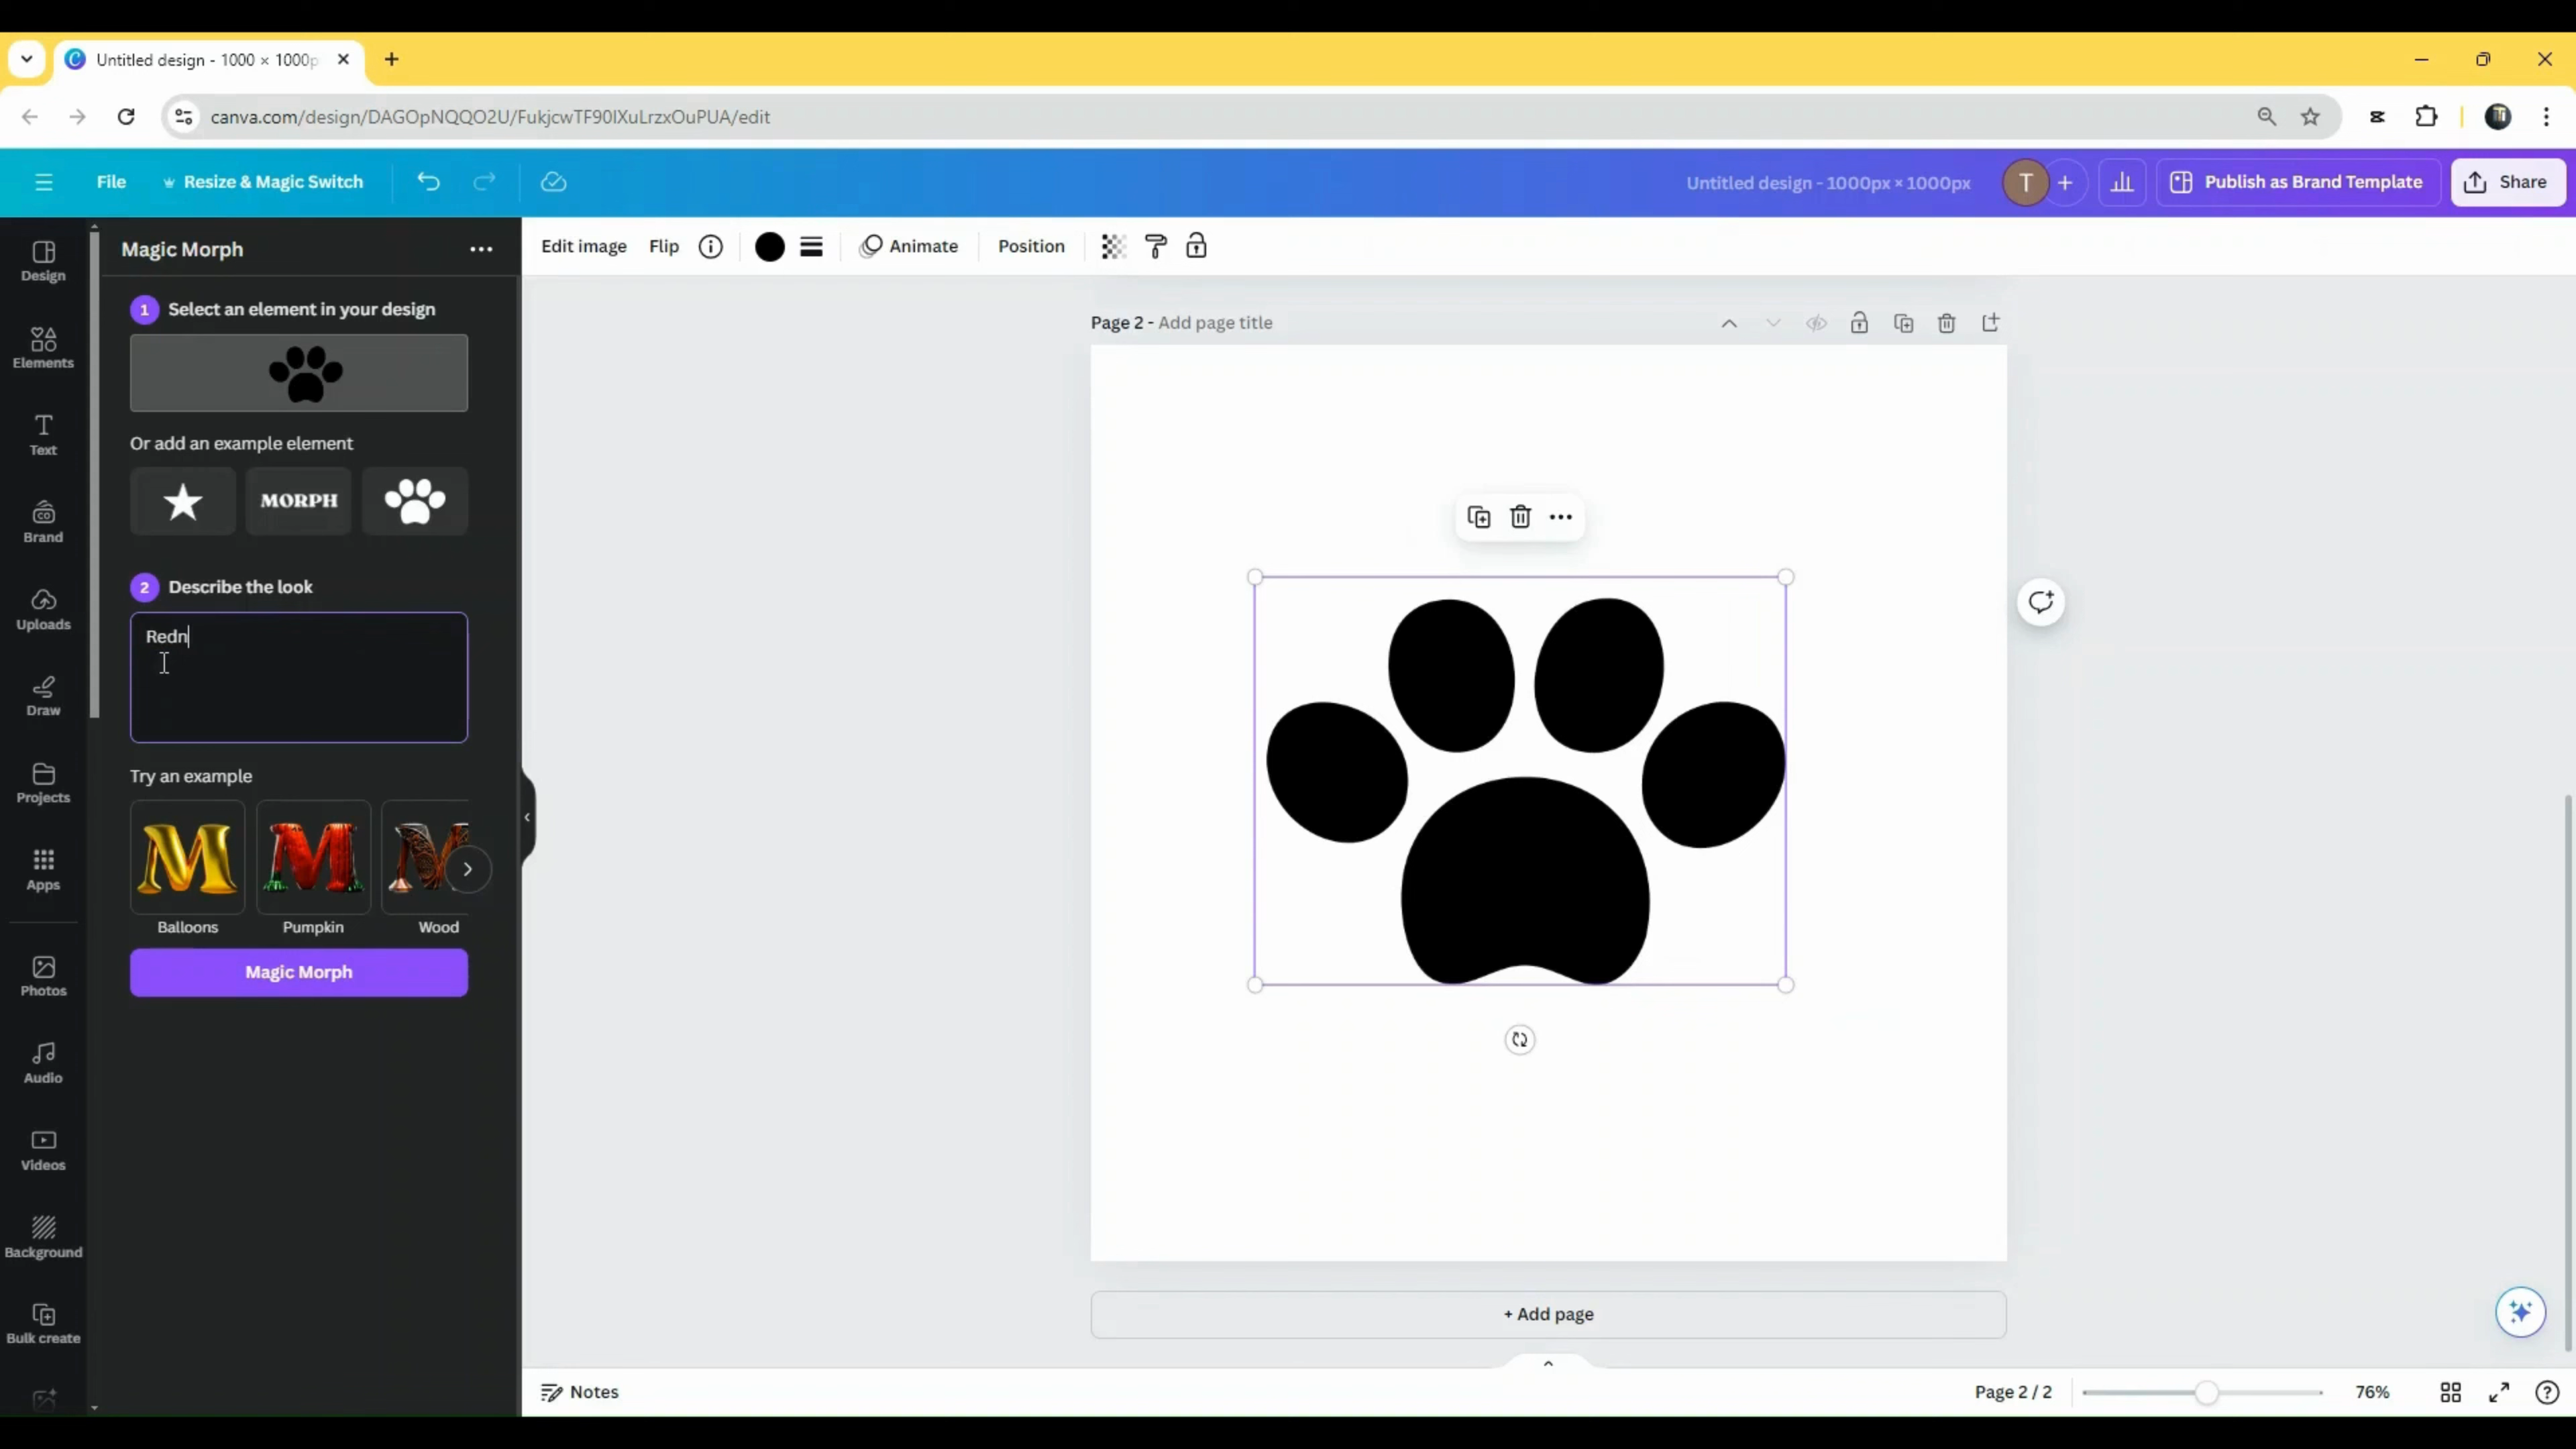 Untitled design - 1000 × 1000p
canva.com/design/DAGOpNQQO2U/FukjcwTF90IXuLrzxOuPUA/edit
File
Resize & Magic Switch
Untitled design - 1000px × 1000px
T
Publish as Brand Template
Share
Design
Elements
Text
Brand
Uploads
Draw
Projects
Apps
Photos
Audio
Videos
Background
Bulk create
Magic Morph
1 Select an element in your design
Or add an example element
MORPH
2 Describe the look
Redn
Try an example
M M
Balloons Pumpkin Wood
Magic Morph
Edit image Flip Animate Position
Page 2 - Add page title
+ Add page
Notes
Page 2 / 2
76%